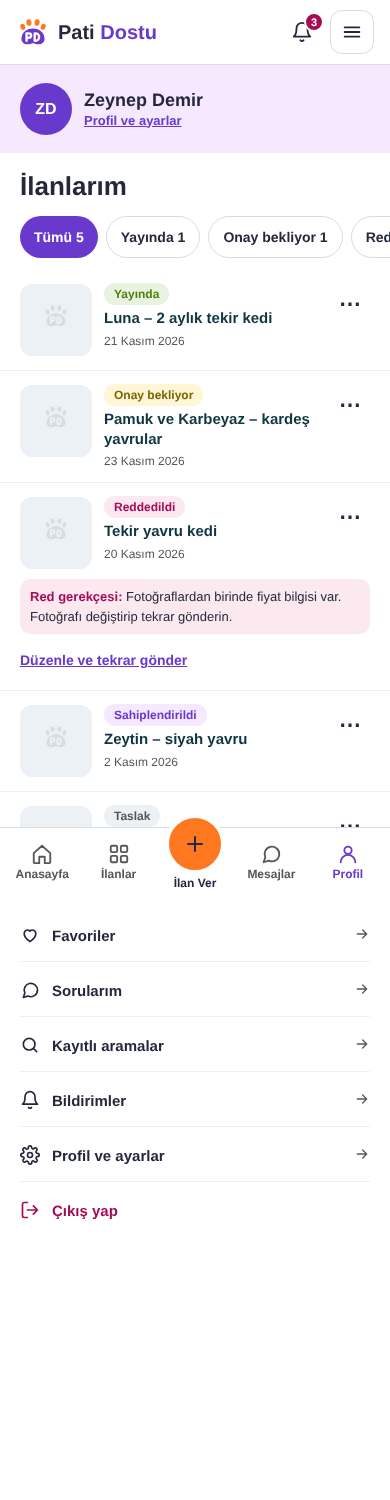 PD
Pati Dostu
3
ZD
Zeynep Demir
Profil ve ayarlar
İlanlarım
Tümü 5
Yayında 1
Onay bekliyor 1
Red
Yayında
Luna – 2 aylık tekir kedi
21 Kasım 2026
Onay bekliyor
Pamuk ve Karbeyaz – kardeş
yavrular
23 Kasım 2026
Reddedildi
Tekir yavru kedi
20 Kasım 2026
Red gerekçesi: Fotoğraflardan birinde fiyat bilgisi var.
Fotoğrafı değiştirip tekrar gönderin.
Düzenle ve tekrar gönder
Sahiplendirildi
Zeytin – siyah yavru
2 Kasım 2026
Taslak
Anasayfa
İlanlar
İlan Ver
Mesajlar
Profil
Favoriler
Sorularım
Kayıtlı aramalar
Bildirimler
Profil ve ayarlar
Çıkış yap